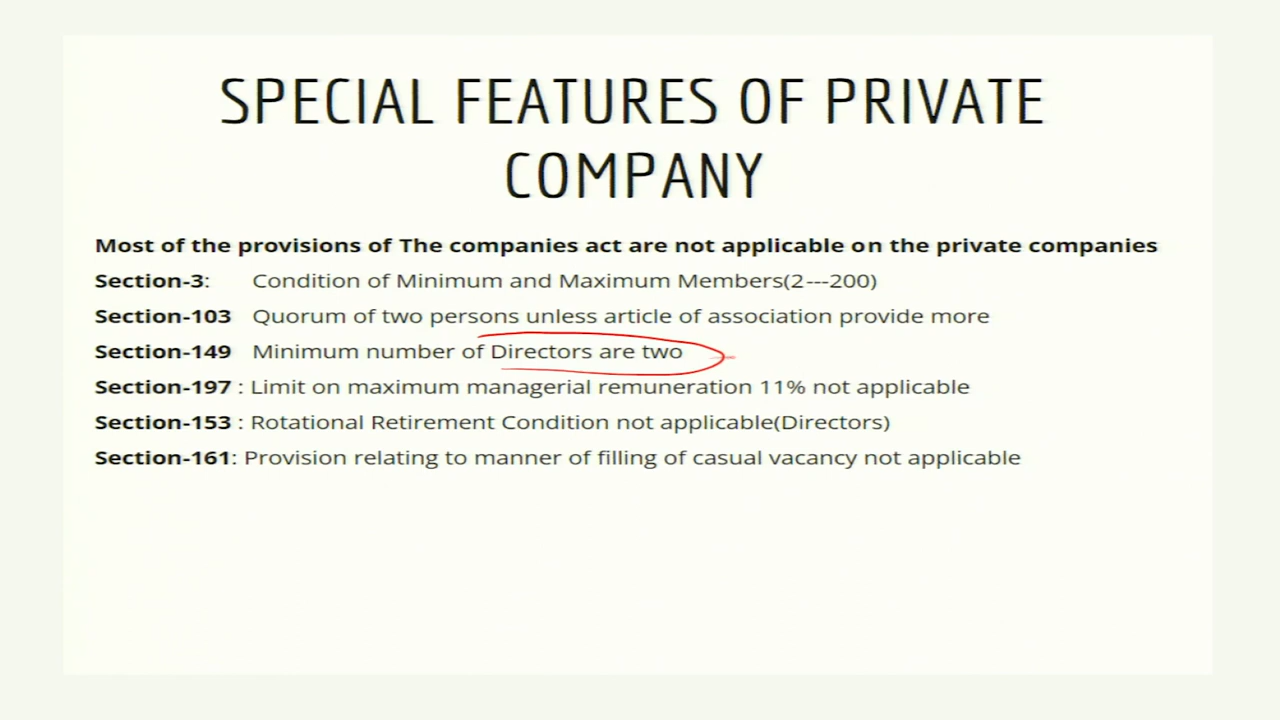 SPECIAL FEATURES OF PRIVATE
COMPANY
Most of the provisions of The companies act are not applicable on the private companies
Section-3: Condition of Minimum and Maximum Members(2---200)
Section-103 Quorum of two persons unless article of association provide more
Section-149 Minimum number of Directors are two
Section-197 : Limit on maximum managerial remuneration 11% not applicable
Section-153 : Rotational Retirement Condition not applicable(Directors)
Section-161: Provision relating to manner of filling of casual vacancy not applicable